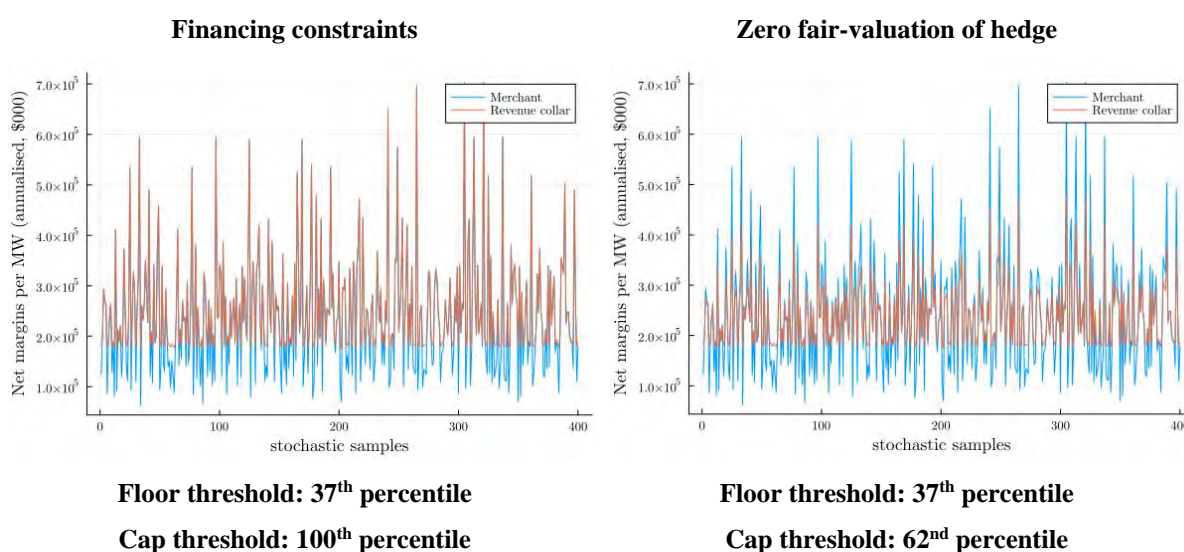 Financing constraints
Zero fair-valuation of hedge
Net margins per MW (annualised, $000)
7.0×10⁵
6.0×10⁵
5.0×10⁵
4.0×10⁵
3.0×10⁵
2.0×10⁵
1.0×10⁵
Merchant
Revenue collar
0
100
200
300
400
stochastic samples
Net margins per MW (annualised, $000)
7.0×10⁵
6.0×10⁵
5.0×10⁵
4.0×10⁵
3.0×10⁵
2.0×10⁵
1.0×10⁵
Merchant
Revenue collar
0
100
200
300
400
stochastic samples
Floor threshold: 37th percentile
Cap threshold: 100th percentile
Floor threshold: 37th percentile
Cap threshold: 62nd percentile